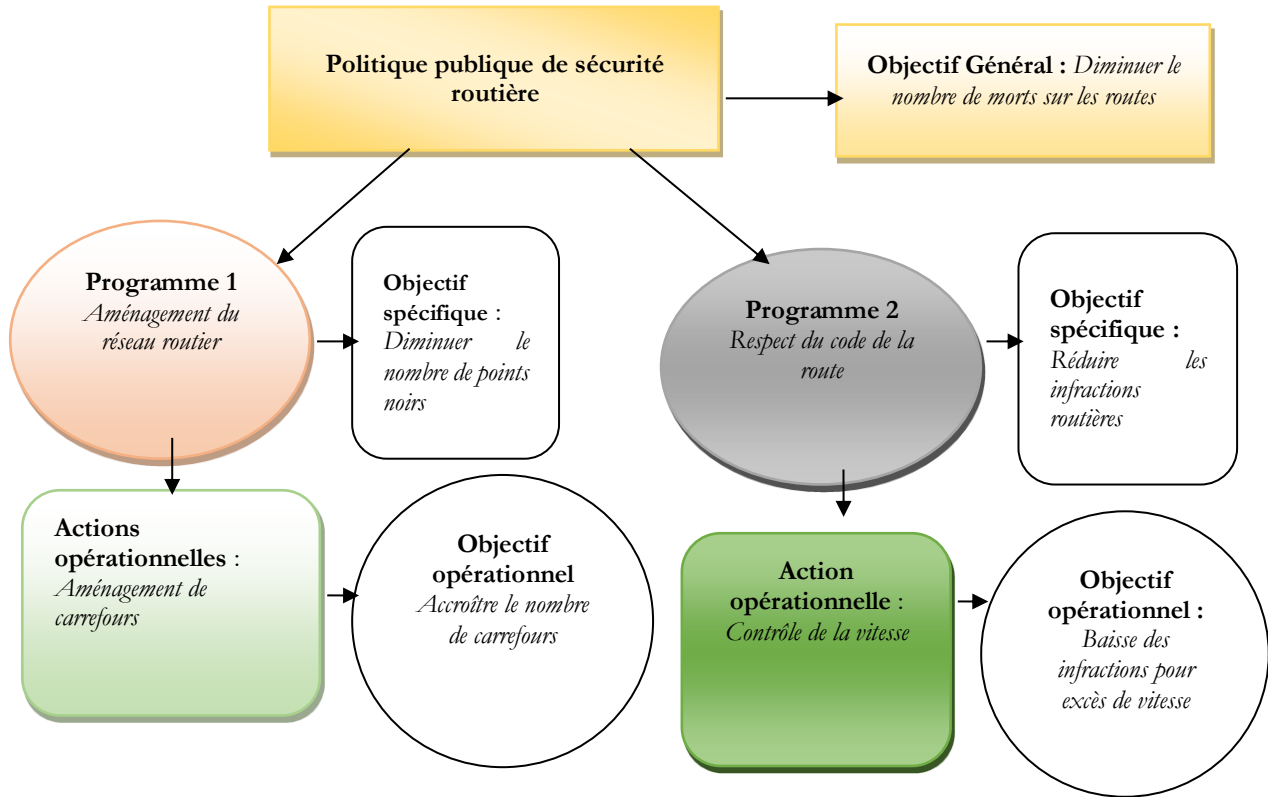 Politique publique de sécurité
routière
Objectif Général : Diminuer le
nombre de morts sur les routes
Programme 1
Aménagement du
réseau routier
Objectif
spécifique :
Diminuer le
nombre de points
noirs
Programme 2
Respect du code de la
route
Objectif
spécifique :
Réduire les
infractions
routières
Actions
opérationnelles :
Aménagement de
carrefours
Objectif
opérationnel
Accroître le nombre
de carrefours
Action
opérationnelle :
Contrôle de la vitesse
Objectif
opérationnel :
Baisse des
infractions pour
excès de vitesse